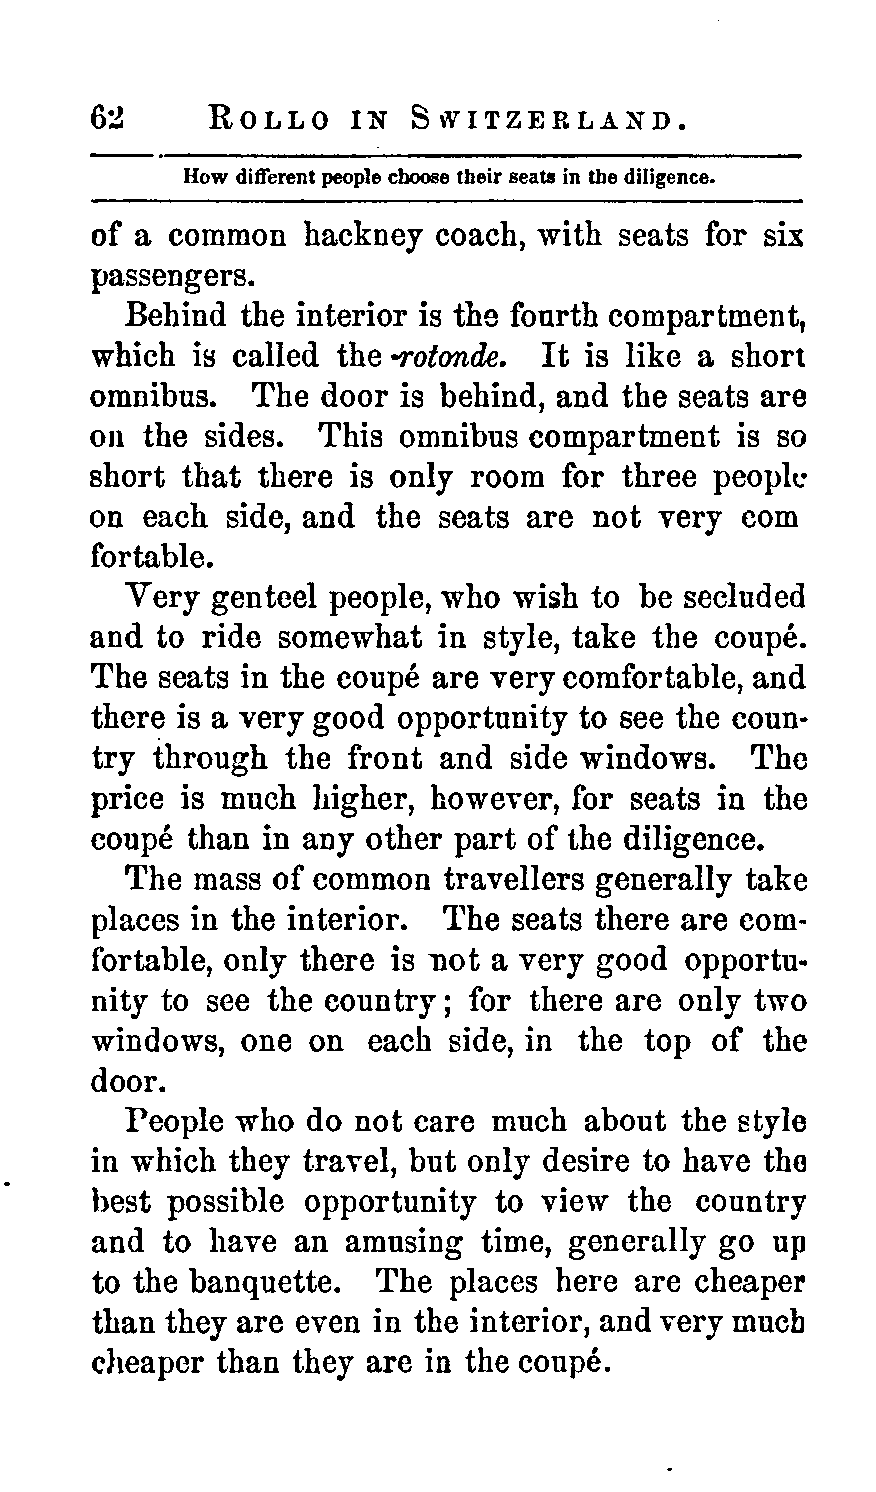 62 ROLLO IN SWITZERLAND.
How different people choose their seats in the diligence.
of a common hackney coach, with seats for six
passengers.
Behind the interior is the fourth compartment,
which is called the rotonde. It is like a short
omnibus. The door is behind, and the seats are
on the sides. This omnibus compartment is so
short that there is only room for three people
on each side, and the seats are not very com
fortable.
Very genteel people, who wish to be secluded
and to ride somewhat in style, take the coupé.
The seats in the coupé are very comfortable, and
there is a very good opportunity to see the coun-
try through the front and side windows. The
price is much higher, however, for seats in the
coupé than in any other part of the diligence.
The mass of common travellers generally take
places in the interior. The seats there are com-
fortable, only there is not a very good opportu-
nity to see the country; for there are only two
windows, one on each side, in the top of the
door.
People who do not care much about the style
in which they travel, but only desire to have the
best possible opportunity to view the country
and to have an amusing time, generally go up
to the banquette. The places here are cheaper
than they are even in the interior, and very much
cheaper than they are in the coupé.